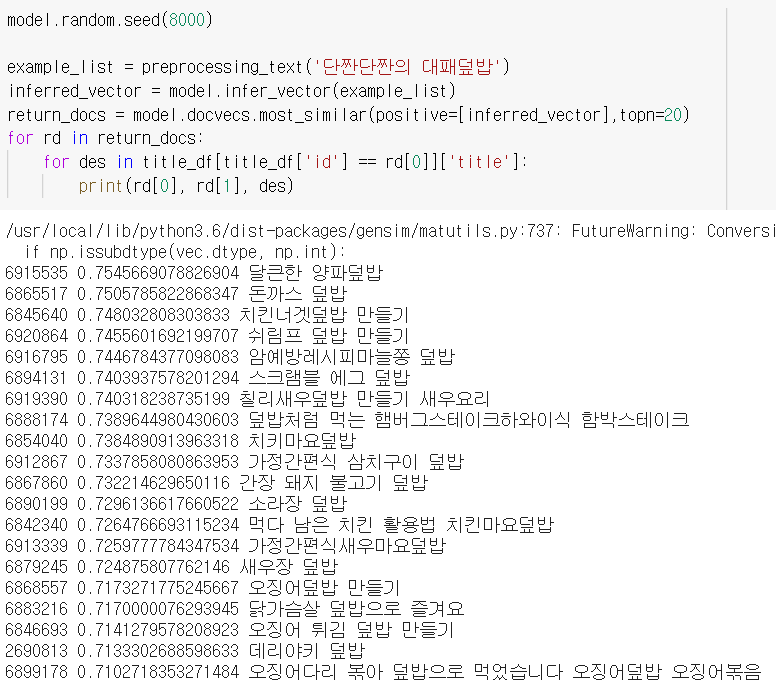 model.random.seed(8000)
example_list = preprocessing_text('단짠단짠의 대패덮밥')
inferred_vector = model.infer_vector(example_list)
return_docs = model.docvecs.most_similar(positive=[inferred_vector],topn=20)
for rd in return_docs:
    for des in title_df[title_df['id'] == rd[0]]['title']:
        print(rd[0], rd[1], des)
/usr/local/lib/python3.6/dist-packages/gensim/matutils.py:737: FutureWarning: Conversi
  if np.issubdtype(vec.dtype, np.int):
6915535 0.7545669078826904 달큰한 양파덮밥
6865517 0.7505785822868347 돈까스 덮밥
6845640 0.748032808303833 치킨너겟덮밥 만들기
6920864 0.7455601692199707 쉬림프 덮밥 만들기
6916795 0.7446784377098083 암예방레시피마늘쫑 덮밥
6894131 0.7403937578201294 스크램블 에그 덮밥
6919390 0.740318238735199 칠리새우덮밥 만들기 새우요리
6888174 0.7389644980430603 덮밥처럼 먹는 햄버그스테이크하와이식 함박스테이크
6854040 0.7384890913963318 치키마요덮밥
6912867 0.7337858080863953 가정간편식 삼치구이 덮밥
6867860 0.732214629650116 간장 돼지 불고기 덮밥
6890199 0.7296136617660522 소라장 덮밥
6842340 0.7264766693115234 먹다 남은 치킨 활용법 치킨마요덮밥
6913339 0.7259777784347534 가정간편식새우마요덮밥
6879245 0.724875807762146 새우장 덮밥
6868557 0.7173271775245667 오징어덮밥 만들기
6883216 0.7170000076293945 닭가슴살 덮밥으로 즐겨요
6846693 0.7141279578208923 오징어 튀김 덮밥 만들기
2690813 0.7133302688598633 데리야키 덮밥
6899178 0.7102718353271484 오징어다리 볶아 덮밥으로 먹었습니다 오징어덮밥 오징어볶음